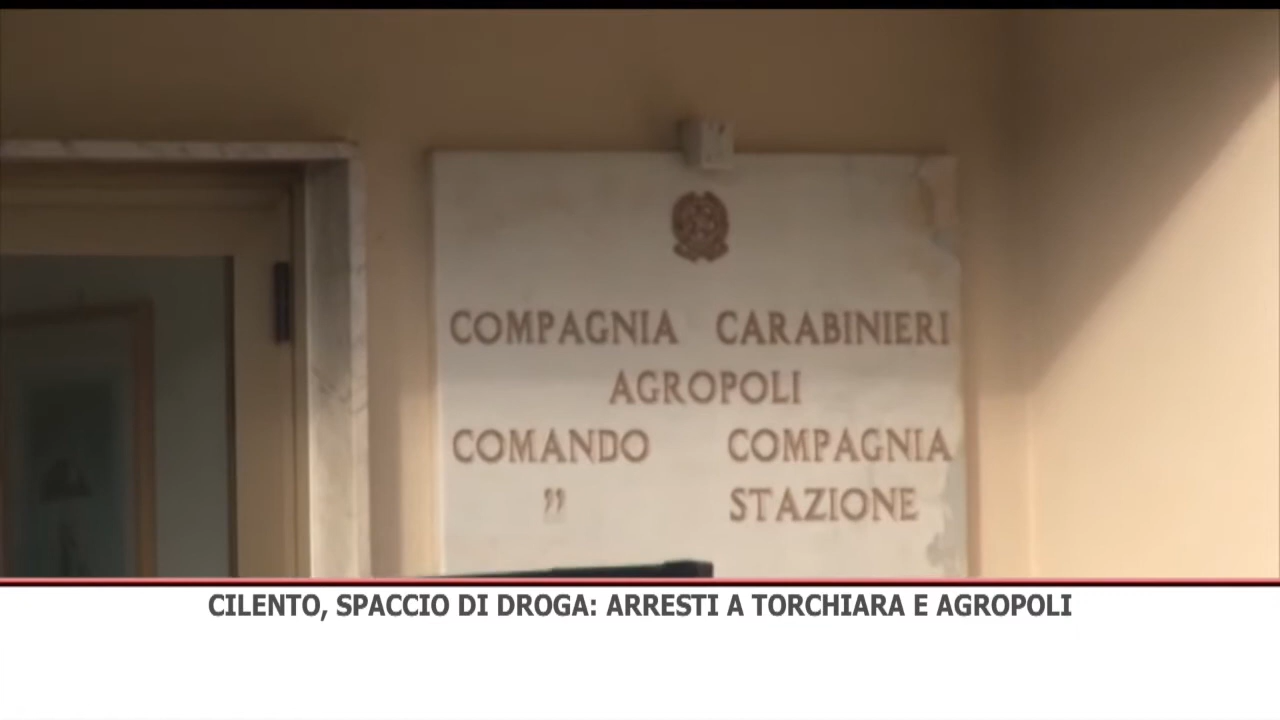 COMPAGNIA CARABINIERI
AGROPOLI
COMANDO COMPAGNIA
” STAZIONE
CILENTO, SPACCIO DI DROGA: ARRESTI A TORCHIARA E AGROPOLI